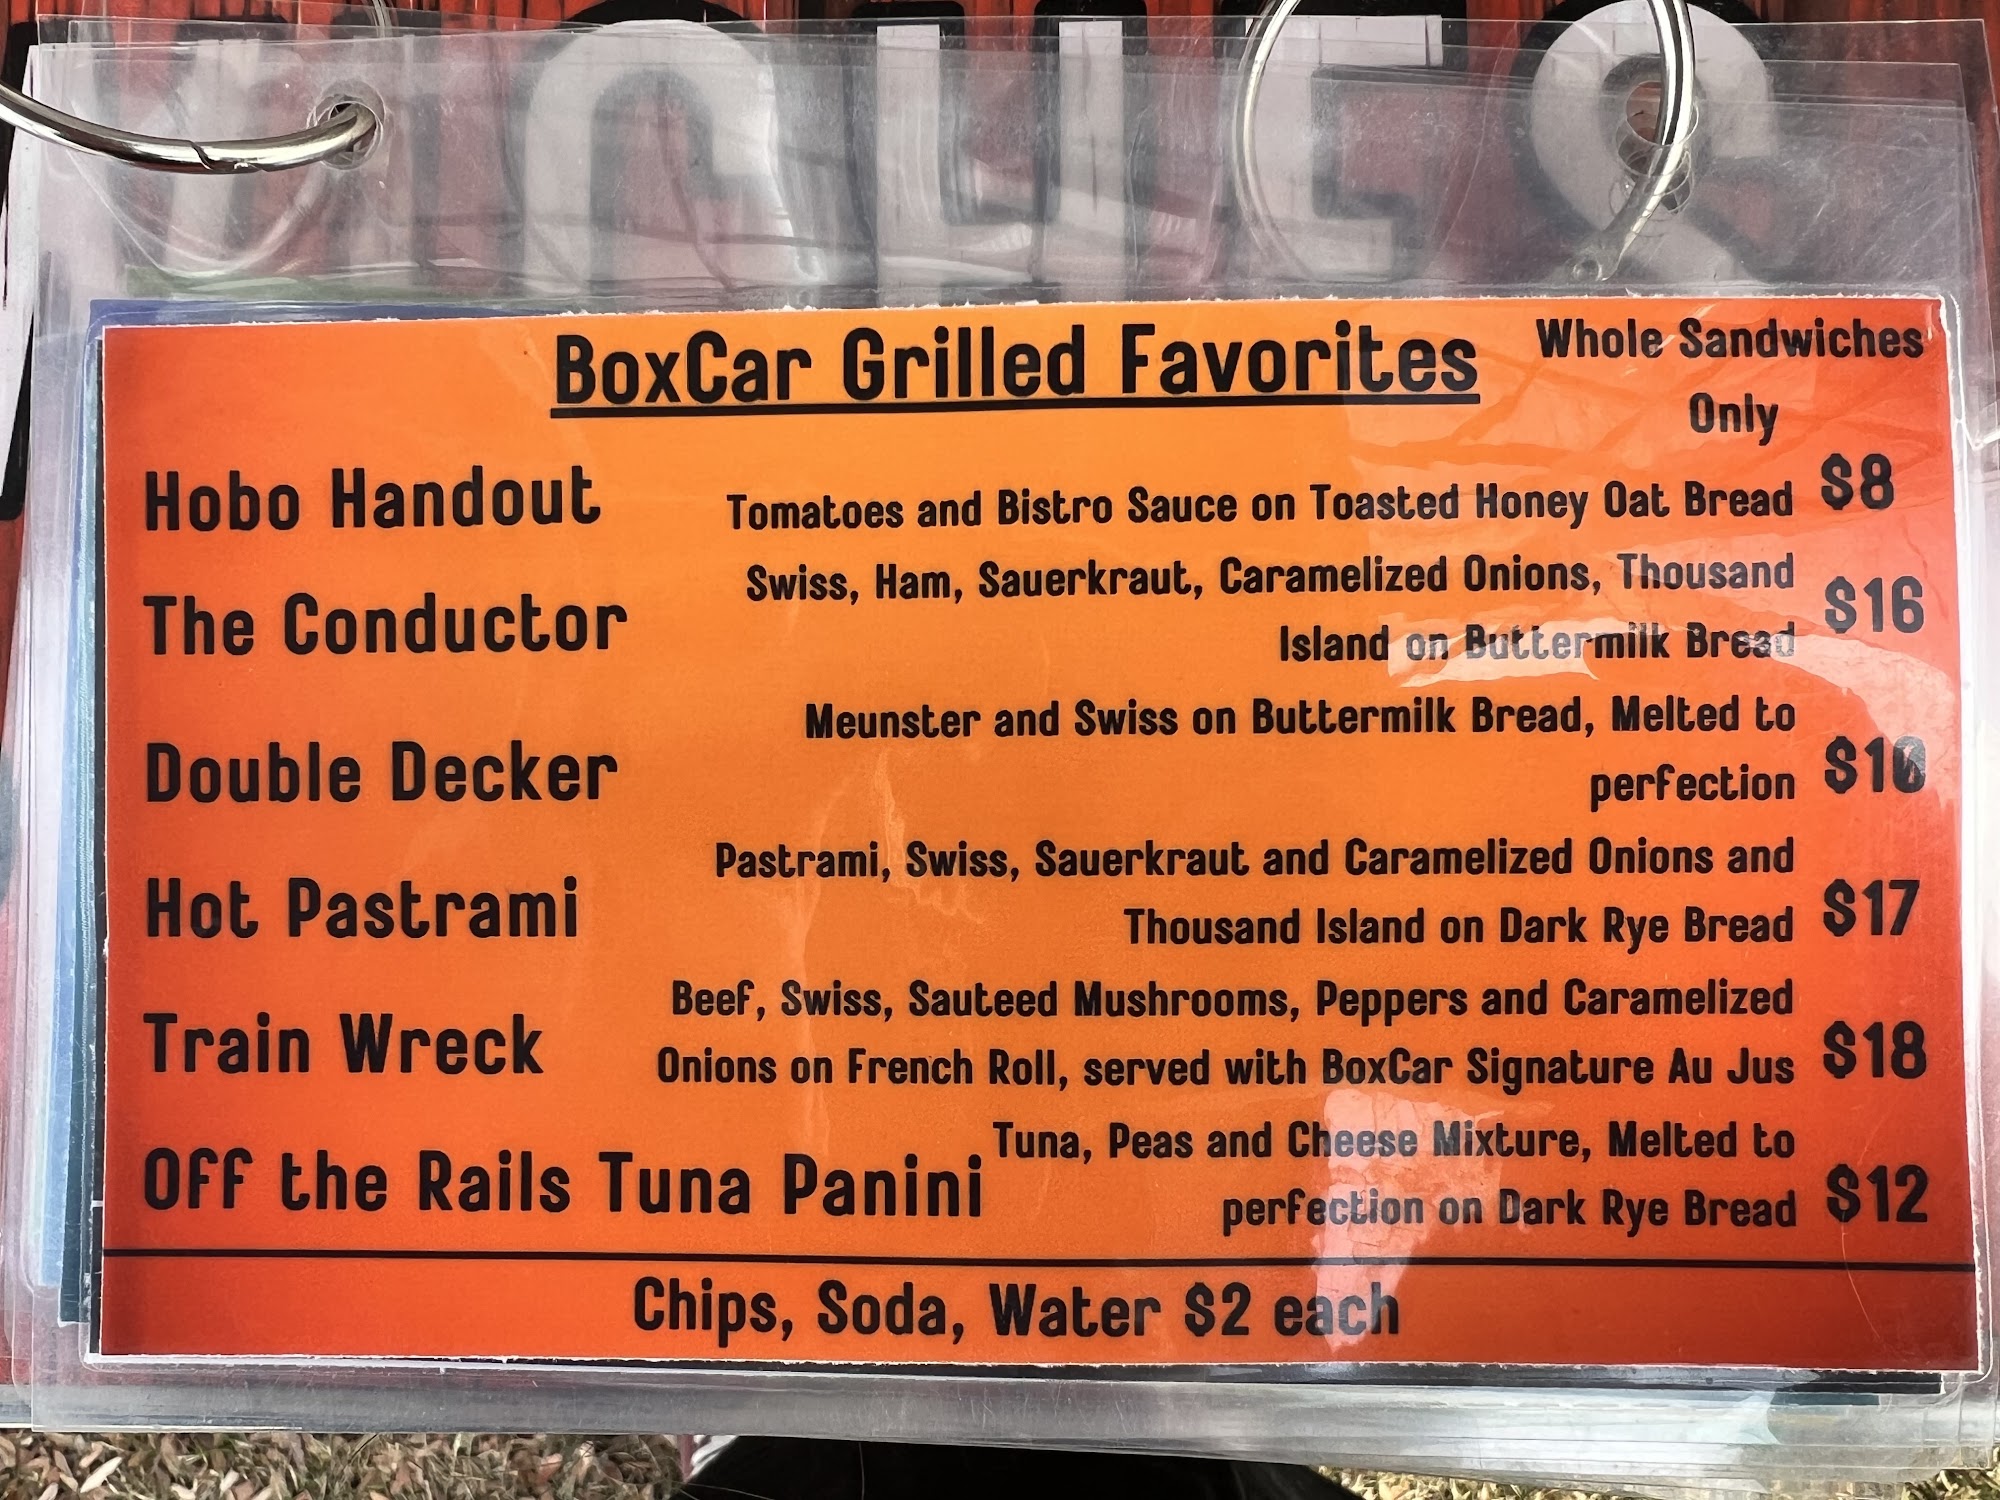 BoxCar Grilled Favorites
Whole Sandwiches
Only
Hobo Handout
Tomatoes and Bistro Sauce on Toasted Honey Oat Bread
$8
The Conductor
Swiss, Ham, Sauerkraut, Caramelized Onions, Thousand
Island on Buttermilk Bread
$16
Double Decker
Meunster and Swiss on Buttermilk Bread, Melted to
perfection
$10
Hot Pastrami
Pastrami, Swiss, Sauerkraut and Caramelized Onions and
Thousand Island on Dark Rye Bread
$17
Train Wreck
Beef, Swiss, Sauteed Mushrooms, Peppers and Caramelized
Onions on French Roll, served with BoxCar Signature Au Jus
$18
Off the Rails Tuna Panini
Tuna, Peas and Cheese Mixture, Melted to
perfection on Dark Rye Bread
$12
Chips, Soda, Water $2 each